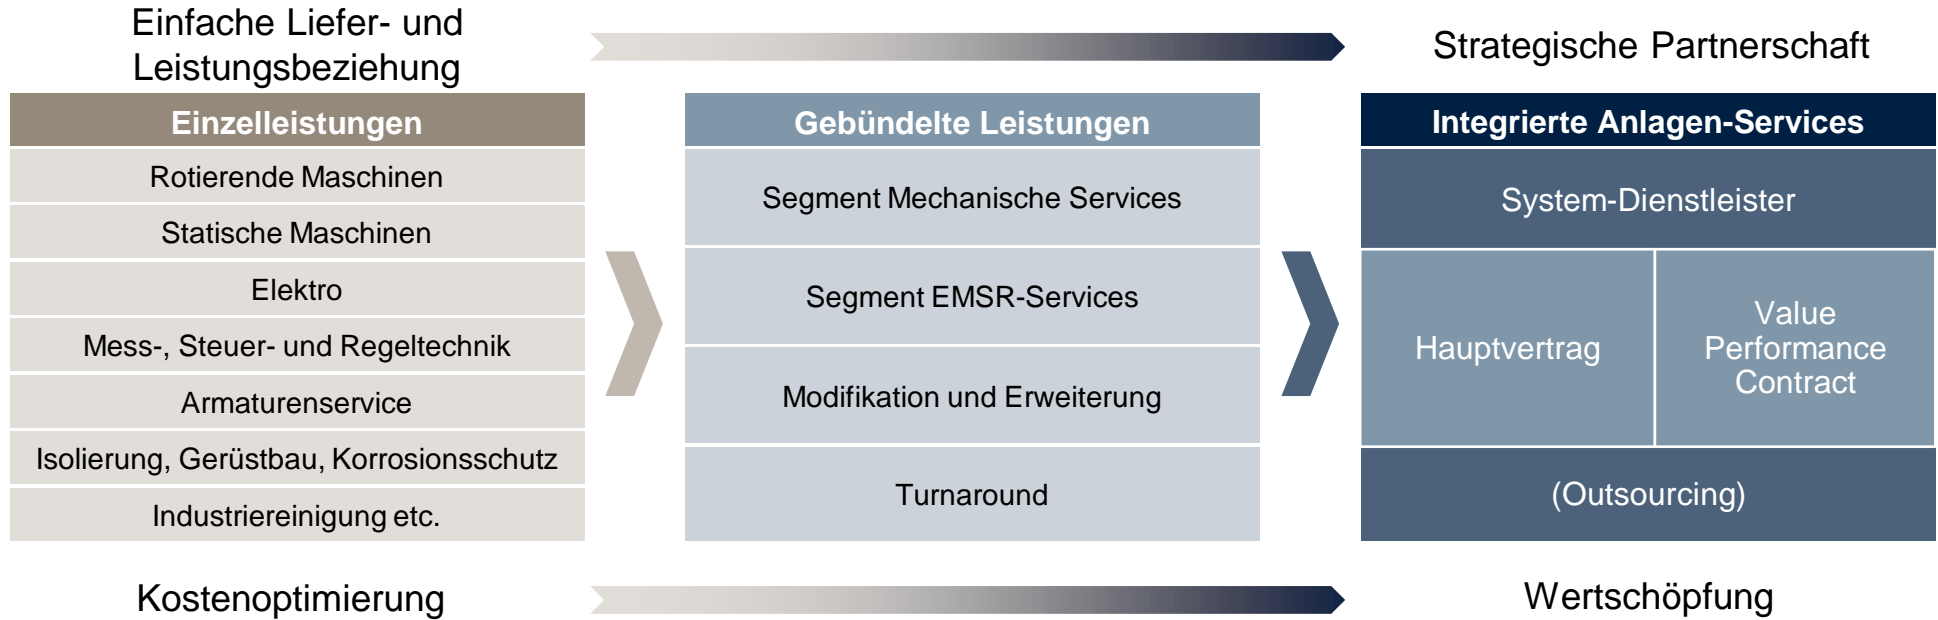 Einfache Liefer- und
Leistungsbeziehung
Strategische Partnerschaft
Einzelleistungen
Rotierende Maschinen
Statische Maschinen
Elektro
Mess-, Steuer- und Regeltechnik
Armaturenservice
Isolierung, Gerüstbau, Korrosionsschutz
Industriereinigung etc.
Gebündelte Leistungen
Segment Mechanische Services
Segment EMSR-Services
Modifikation und Erweiterung
Turnaround
Integrierte Anlagen-Services
System-Dienstleister
Hauptvertrag
Value
Performance
Contract
(Outsourcing)
Kostenoptimierung
Wertschöpfung